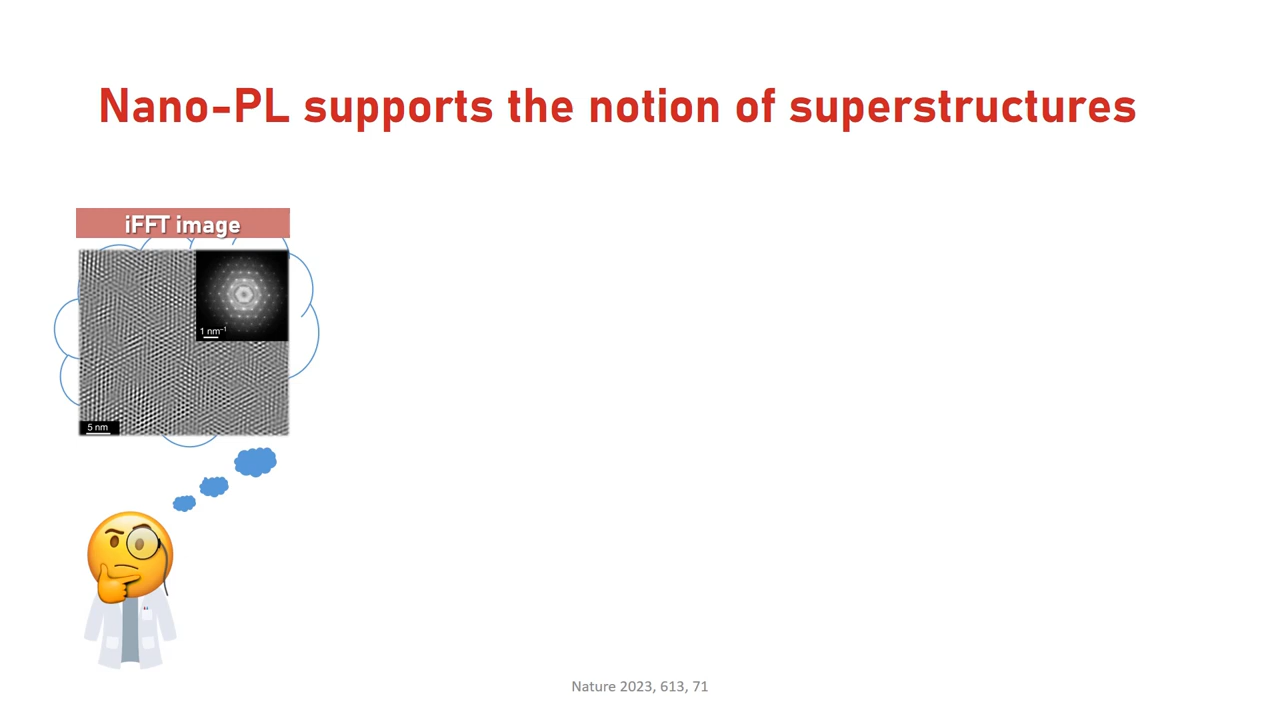 Nano-PL supports the notion of superstructures
iFFT image
1 nm⁻¹
5 nm
Nature 2023, 613, 71